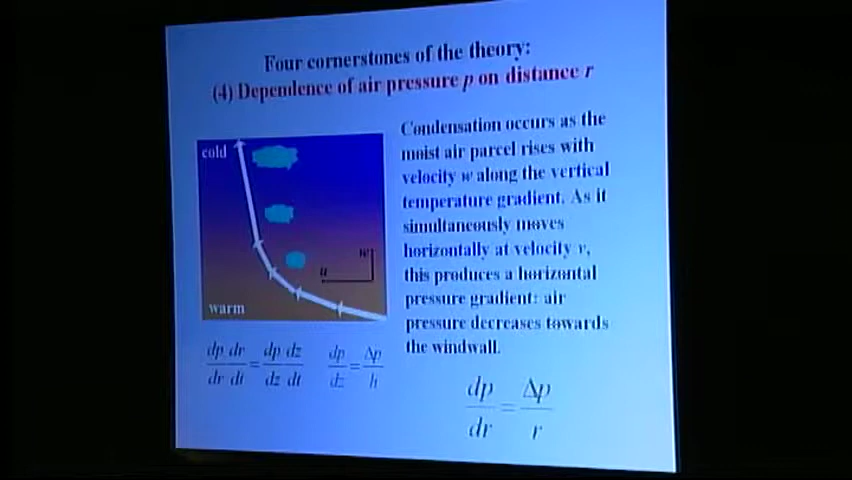 Four cornerstones of the theory:
(4) Dependence of air pressure p on distance r
cold
warm
w
u
Condensation occurs as the
moist air parcel rises with
velocity w along the vertical
temperature gradient. As it
simultaneously moves
horizontally at velocity v,
this produces a horizontal
pressure gradient: air
pressure decreases towards
the windwall.
dp/dr dr/dt = dp/dz dz/dt
dp/dz = Δp/h
dp/dr = Δp/r